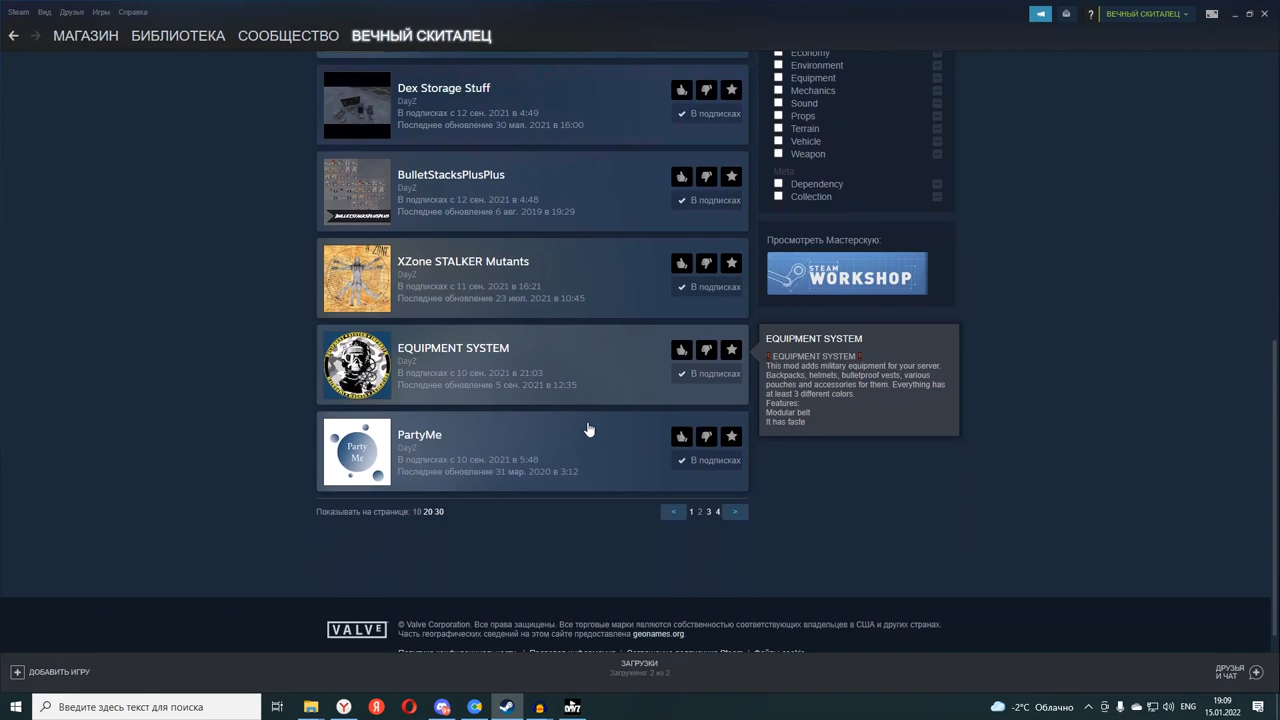 Steam Вид Друзья Игры Справка
ВЕЧНЫЙ СКИТАЛЕЦ
МАГАЗИН БИБЛИОТЕКА СООБЩЕСТВО ВЕЧНЫЙ СКИТАЛЕЦ
Dex Storage Stuff
DayZ
В подписках с 12 сен. 2021 в 4:49
Последнее обновление 30 мая. 2021 в 16:00
В подписках
BulletStacksPlusPlus
DayZ
В подписках с 12 сен. 2021 в 4:48
Последнее обновление 6 авг. 2019 в 19:29
В подписках
BULLETSTACKSPLUSPLUS
XZone STALKER Mutants
DayZ
В подписках с 11 сен. 2021 в 16:21
Последнее обновление 23 июл. 2021 в 10:45
В подписках
EQUIPMENT SYSTEM
DayZ
В подписках с 10 сен. 2021 в 21:03
Последнее обновление 5 сен. 2021 в 12:35
В подписках
Party
Me
PartyMe
DayZ
В подписках с 10 сен. 2021 в 5:48
Последнее обновление 31 мар. 2020 в 3:12
В подписках
Показывать на странице: 10 20 30
< 1 2 3 4 >
Economy
Environment
Equipment
Mechanics
Sound
Props
Terrain
Vehicle
Weapon
Meta
Dependency
Collection
Просмотреть Мастерскую:
STEAM
WORKSHOP
EQUIPMENT SYSTEM
EQUIPMENT SYSTEM
This mod adds military equipment for your server.
Backpacks, helmets, bulletproof vests, various
pouches and accessories for them. Everything has
at least 3 different colors.
Features:
Modular belt
It has faste
VALVE
© Valve Corporation. Все права защищены. Все торговые марки являются собственностью соответствующих владельцев в США и других странах.
Часть географических сведений на этом сайте предоставлена geonames.org.
ДОБАВИТЬ ИГРУ
ЗАГРУЗКИ
Загружено: 2 из 2
ДРУЗЬЯ
И ЧАТ
Введите здесь текст для поиска
-2°C Облачно
ENG
19:09
15.01.2022